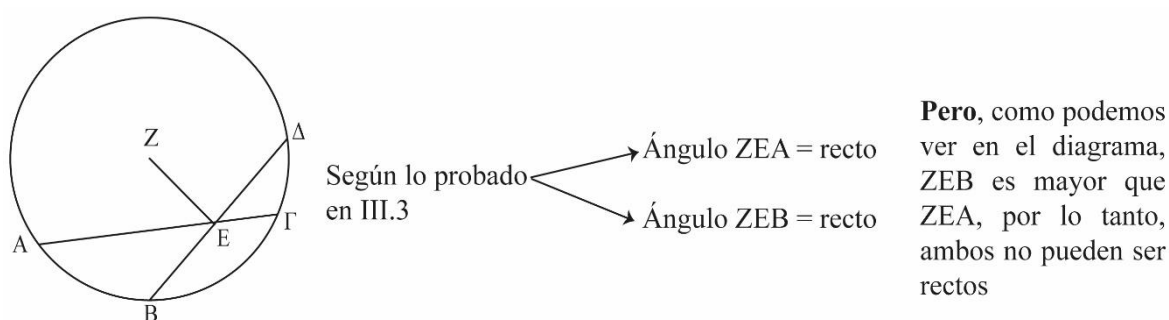 Z
Δ
Γ
E
A
B
Según lo probado
en III.3
Ángulo ZEA = recto
Ángulo ZEB = recto
Pero, como podemos
ver en el diagrama,
ZEB es mayor que
ZEA, por lo tanto,
ambos no pueden ser
rectos